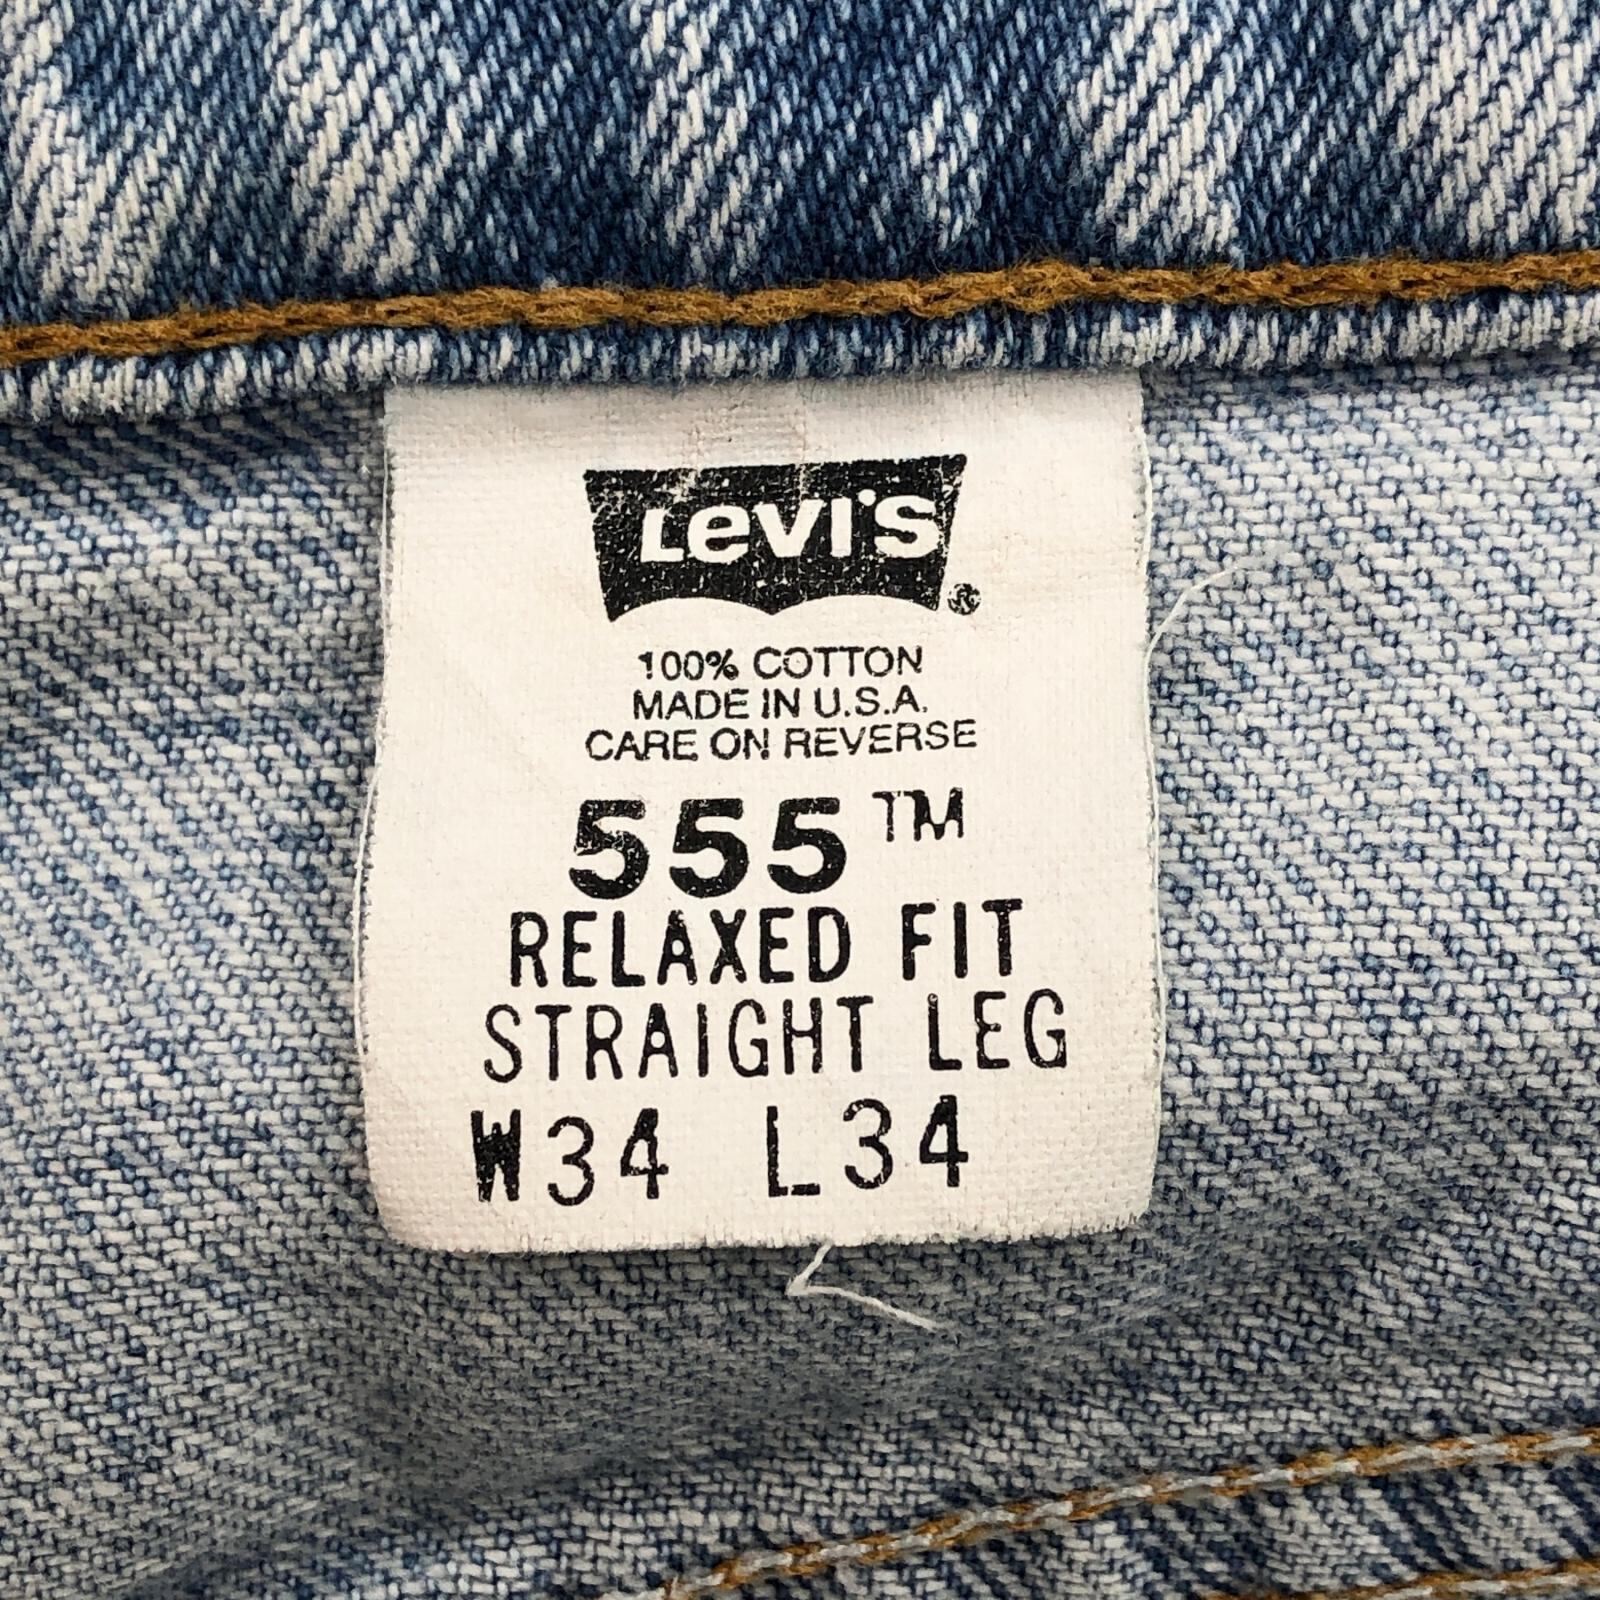 Levi's®
100% COTTON
MADE IN U.S.A.
CARE ON REVERSE
555™
RELAXED FIT
STRAIGHT LEG
W34 L34